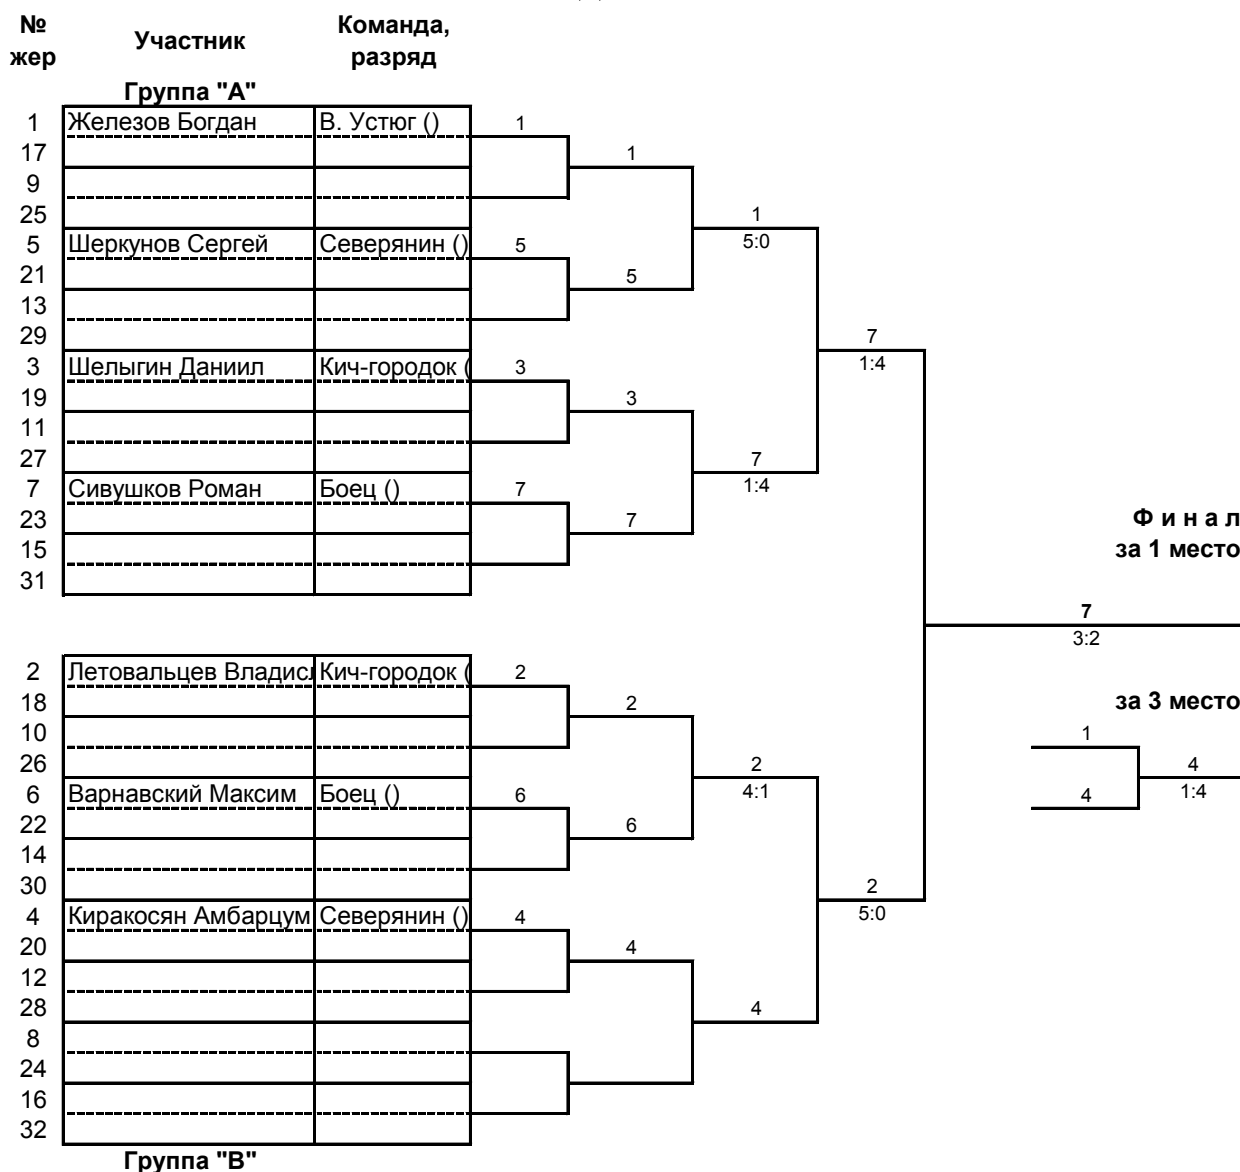 № жер Участник Команда, разряд
Группа "А"
1 Железов Богдан В. Устюг () 1
17 1
9
25 1
5 Шеркунов Сергей Северянин () 5 5:0
21 5
13
29 7
3 Шелыгин Даниил Кич-городок ( 3 1:4
19 3
11
27 7
7 Сивушков Роман Боец () 7 1:4
23 7 Ф и н а л
15 за 1 место
31
7
3:2
2 Летовальцев Владисл Кич-городок ( 2
18 2 за 3 место
10 1
26 2 4
6 Варнавский Максим Боец () 6 4:1 4 1:4
22 6
14
30 2
4 Киракосян Амбарцум Северянин () 4 5:0
20 4
12
28 4
8
24
16
32
Группа "В"